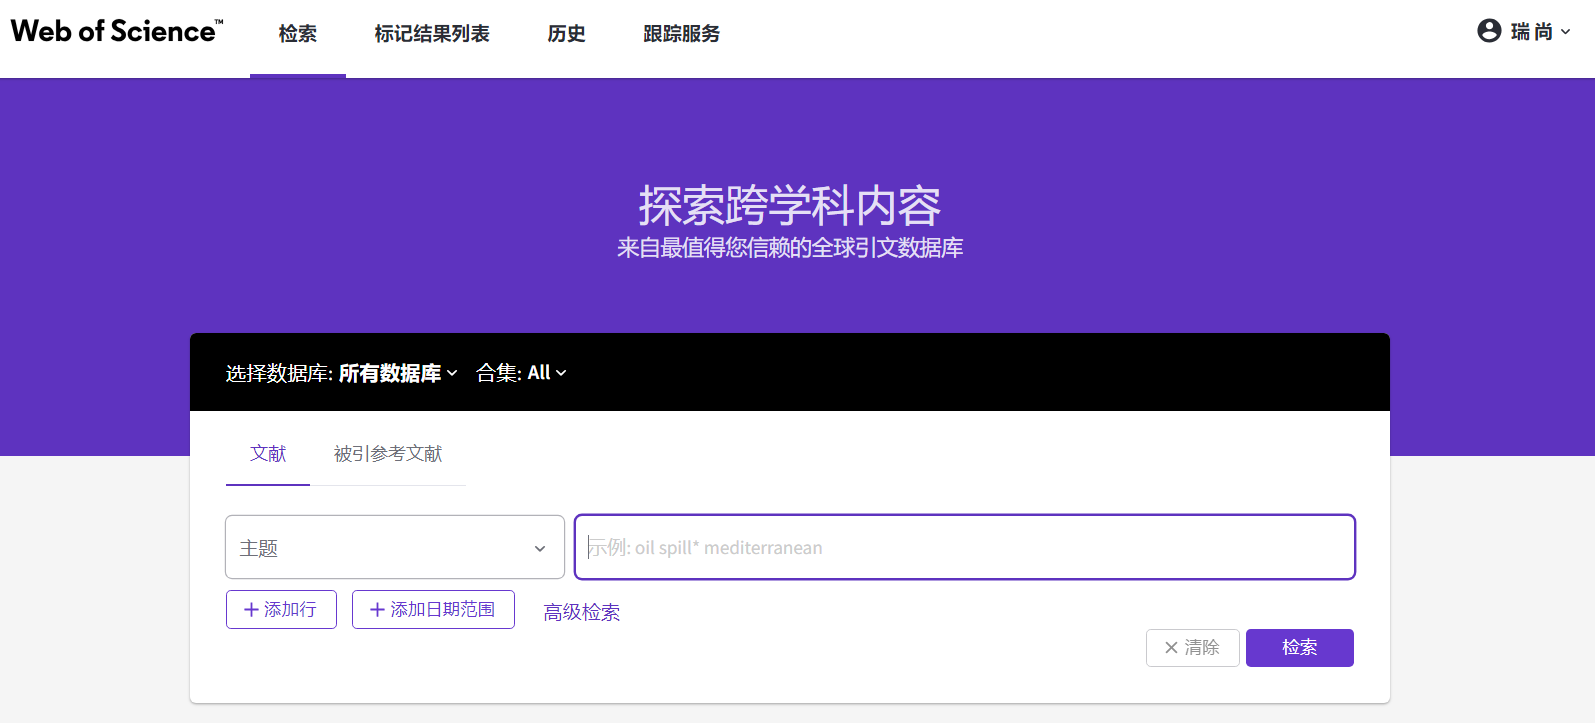 Web of Science™ 检索 标记结果列表 历史 跟踪服务 瑞 尚
探索跨学科内容
来自最值得您信赖的全球引文数据库
选择数据库: 所有数据库 合集: All
文献 被引参考文献
主题 示例: oil spill* mediterranean
+ 添加行 + 添加日期范围 高级检索
× 清除 检索